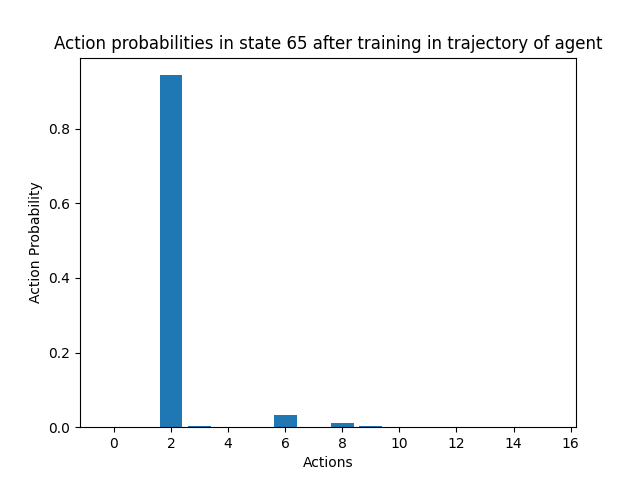 Action probabilities in state 65 after training in trajectory of agent
0.8
0.6
0.4
0.2
0.0
Action Probability
0 2 4 6 8 10 12 14 16
Actions